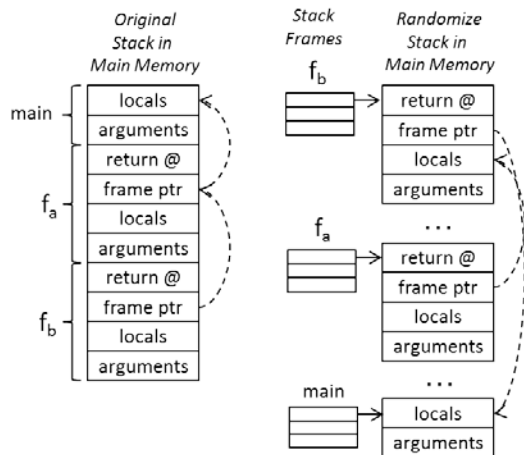 Original
Stack in
Main Memory
main
locals
arguments
fa
return @
frame ptr
locals
arguments
fb
return @
frame ptr
locals
arguments
Stack
Frames
Randomize
Stack in
Main Memory
fb
return @
frame ptr
locals
arguments
...
fa
return @
frame ptr
locals
arguments
...
main
locals
arguments